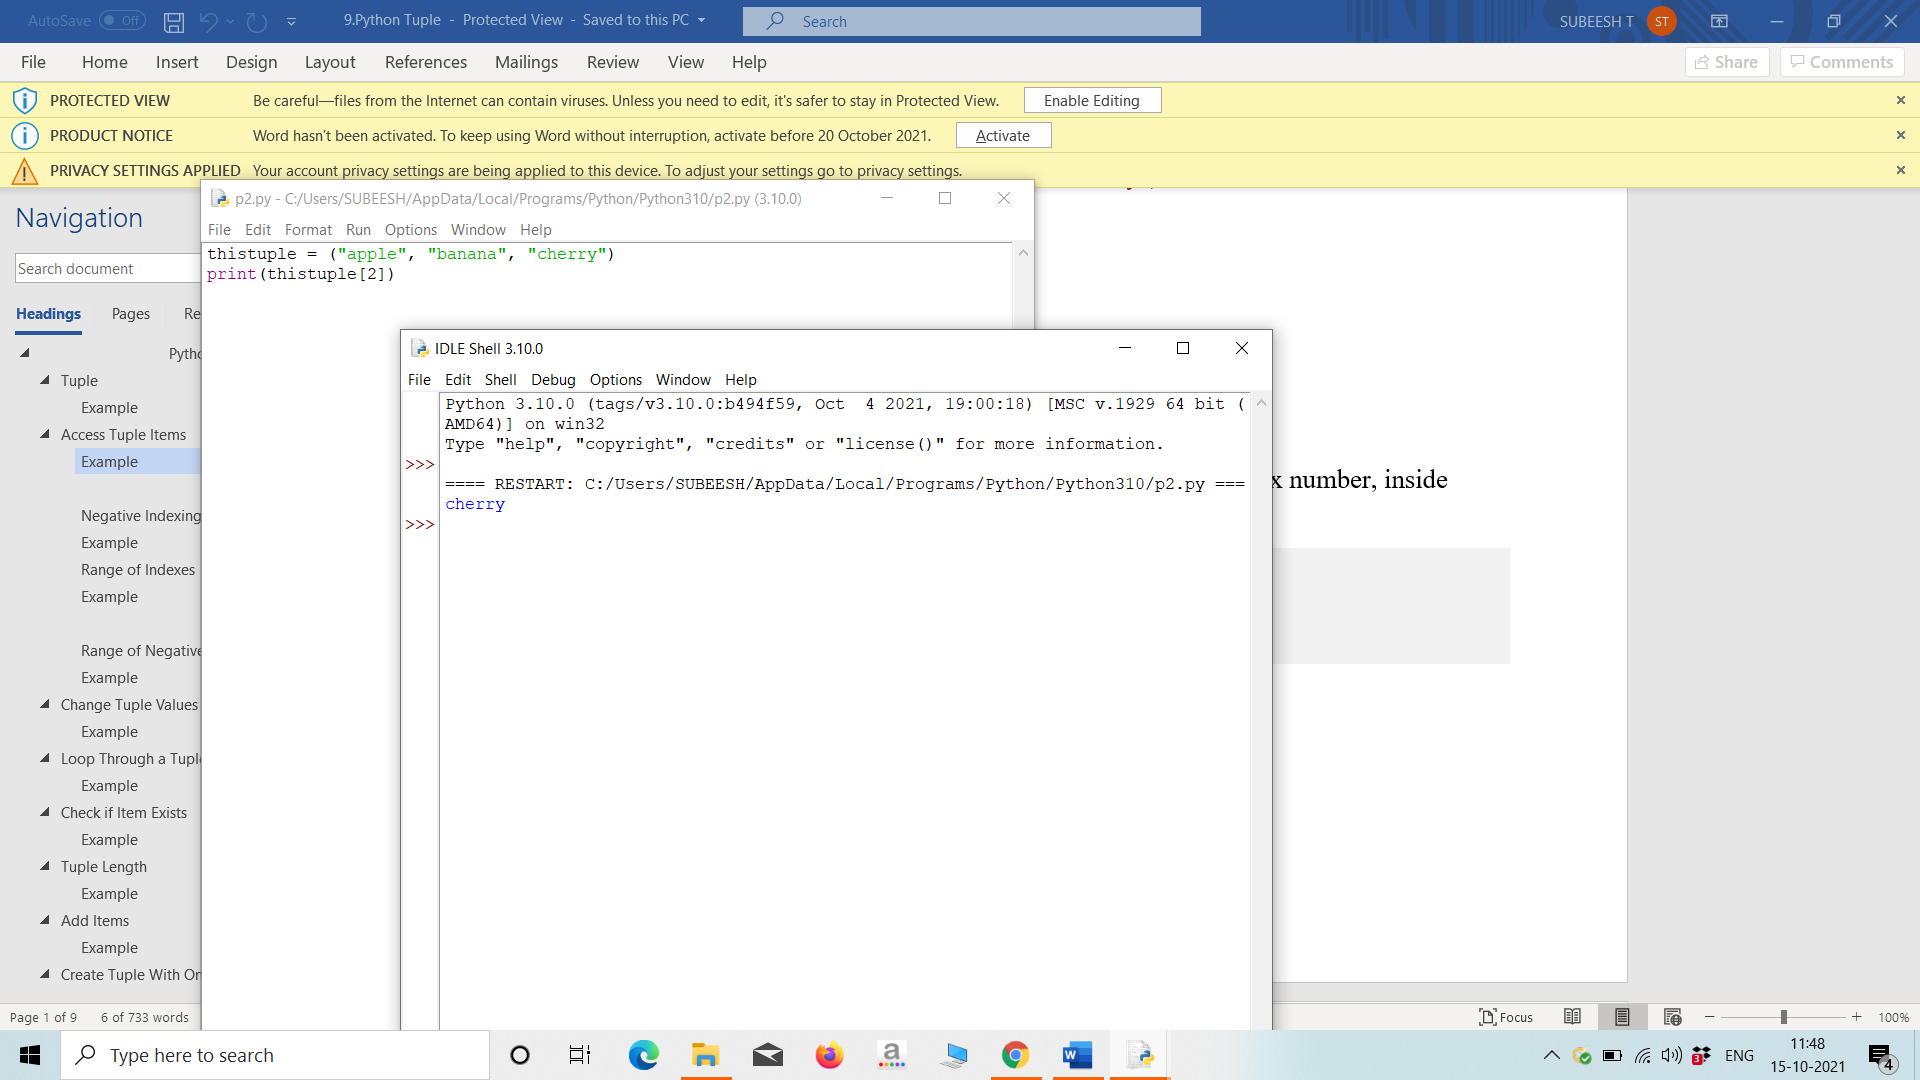 AutoSave Off
9.Python Tuple - Protected View - Saved to this PC
Search
SUBEESH T ST
File Home Insert Design Layout References Mailings Review View Help
Share Comments
PROTECTED VIEW Be careful—files from the Internet can contain viruses. Unless you need to edit, it's safer to stay in Protected View. Enable Editing
PRODUCT NOTICE Word hasn't been activated. To keep using Word without interruption, activate before 20 October 2021. Activate
PRIVACY SETTINGS APPLIED Your account privacy settings are being applied to this device. To adjust your settings go to privacy settings.
Navigation
Search document
Headings Pages Re
Pytho
Tuple
Example
Access Tuple Items
Example
Negative Indexing
Example
Range of Indexes
Example
Range of Negative
Example
Change Tuple Values
Example
Loop Through a Tupl
Example
Check if Item Exists
Example
Tuple Length
Example
Add Items
Example
Create Tuple With On
p2.py - C:/Users/SUBEESH/AppData/Local/Programs/Python/Python310/p2.py (3.10.0)
File Edit Format Run Options Window Help
thistuple = ("apple", "banana", "cherry")
print(thistuple[2])
IDLE Shell 3.10.0
File Edit Shell Debug Options Window Help
Python 3.10.0 (tags/v3.10.0:b494f59, Oct  4 2021, 19:00:18) [MSC v.1929 64 bit (
AMD64)] on win32
Type "help", "copyright", "credits" or "license()" for more information.
>>>
==== RESTART: C:/Users/SUBEESH/AppData/Local/Programs/Python/Python310/p2.py ===
cherry
>>>
x number, inside
Page 1 of 9 6 of 733 words
Focus
100%
Type here to search
ENG
11:48
15-10-2021
4